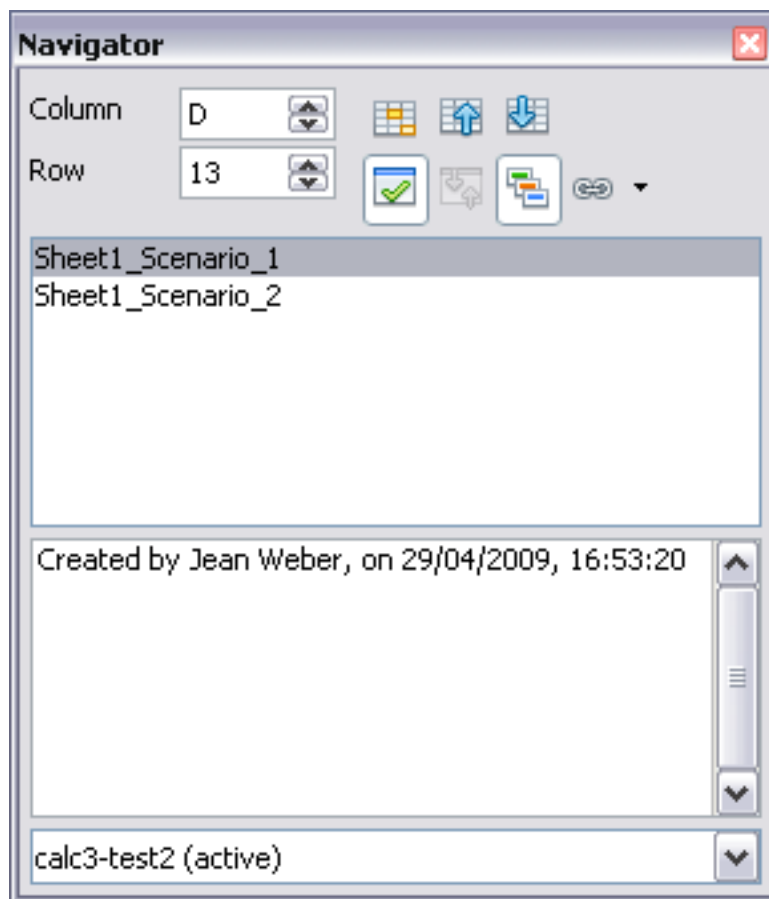 Navigator
Column D
Row 13
Sheet1_Scenario_1
Sheet1_Scenario_2
Created by Jean Weber, on 29/04/2009, 16:53:20
calc3-test2 (active)